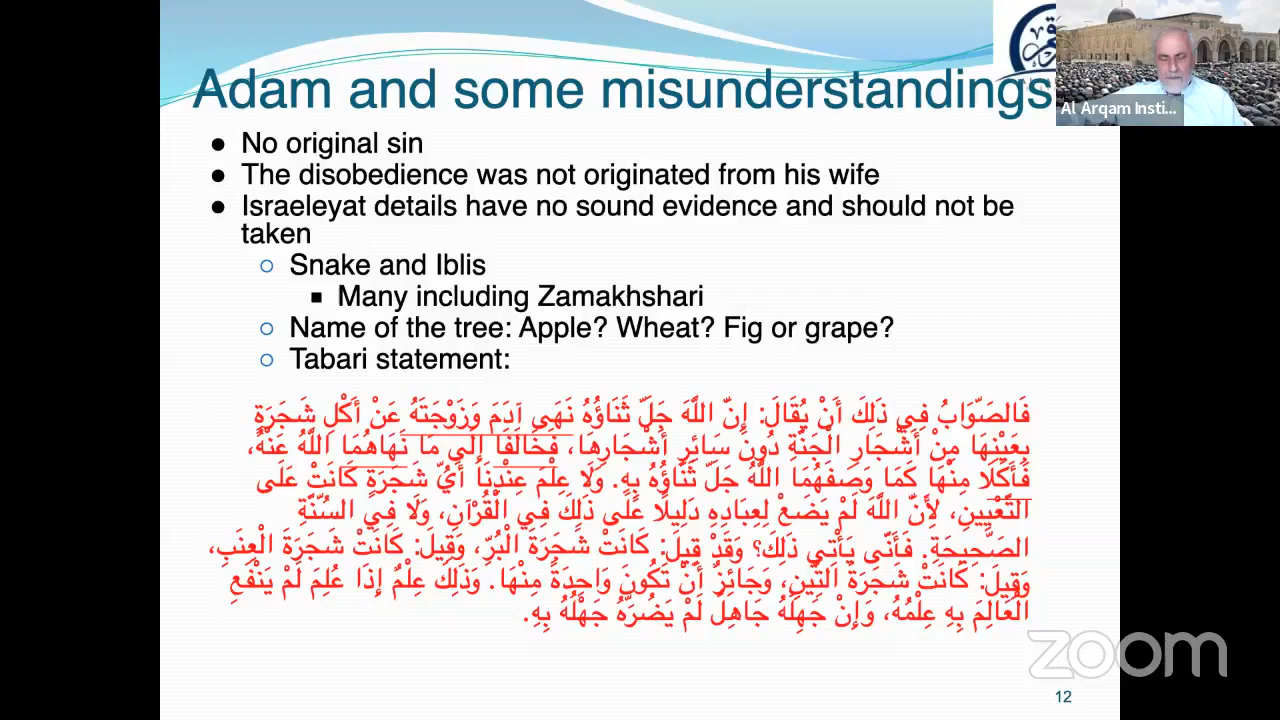 Adam and some misunderstandings
Al Arqam Insti...
● No original sin
● The disobedience was not originated from his wife
● Israeleyat details have no sound evidence and should not be
taken
○ Snake and Iblis
■ Many including Zamakhshari
○ Name of the tree: Apple? Wheat? Fig or grape?
○ Tabari statement:
فَالصَّوَابُ فِي ذَلِكَ أَنْ يُقَالَ: إِنَّ اللَّهَ جَلَّ ثَنَاؤُهُ نَهَى آدَمَ وَزَوْجَتَهُ عَنْ أَكْلِ شَجَرَةٍ
بِعَيْنِهَا مِنْ أَشْجَارِ الْجَنَّةِ دُونَ سَائِرِ أَشْجَارِهَا، فَخَالَفَا إِلَى مَا نَهَاهُمَا اللَّهُ عَنْهُ،
فَأَكَلَا مِنْهَا كَمَا وَصَفَهُمَا اللَّهُ جَلَّ ثَنَاؤُهُ بِهِ. وَلَا عِلْمَ عِنْدَنَا أَيُّ شَجَرَةٍ كَانَتْ عَلَى
التَّعْيِينِ، لِأَنَّ اللَّهَ لَمْ يَضَعْ لِعِبَادِهِ دَلِيلًا عَلَى ذَلِكَ فِي الْقُرْآنِ، وَلَا فِي السُّنَّةِ
الصَّحِيحَةِ. فَأَنَّى يَأْتِي ذَلِكَ؟ وَقَدْ قِيلَ: كَانَتْ شَجَرَةَ الْبُرِّ، وَقِيلَ: كَانَتْ شَجَرَةَ الْعِنَبِ،
وَقِيلَ: كَانَتْ شَجَرَةَ التِّينِ، وَجَائِزٌ أَنْ تَكُونَ وَاحِدَةً مِنْهَا. وَذَلِكَ عِلْمٌ إِذَا عُلِمَ لَمْ يَنْفَعِ
الْعَالِمَ بِهِ عِلْمُهُ، وَإِنْ جَهِلَهُ جَاهِلٌ لَمْ يَضُرَّهُ جَهْلُهُ بِهِ.
zoom
12